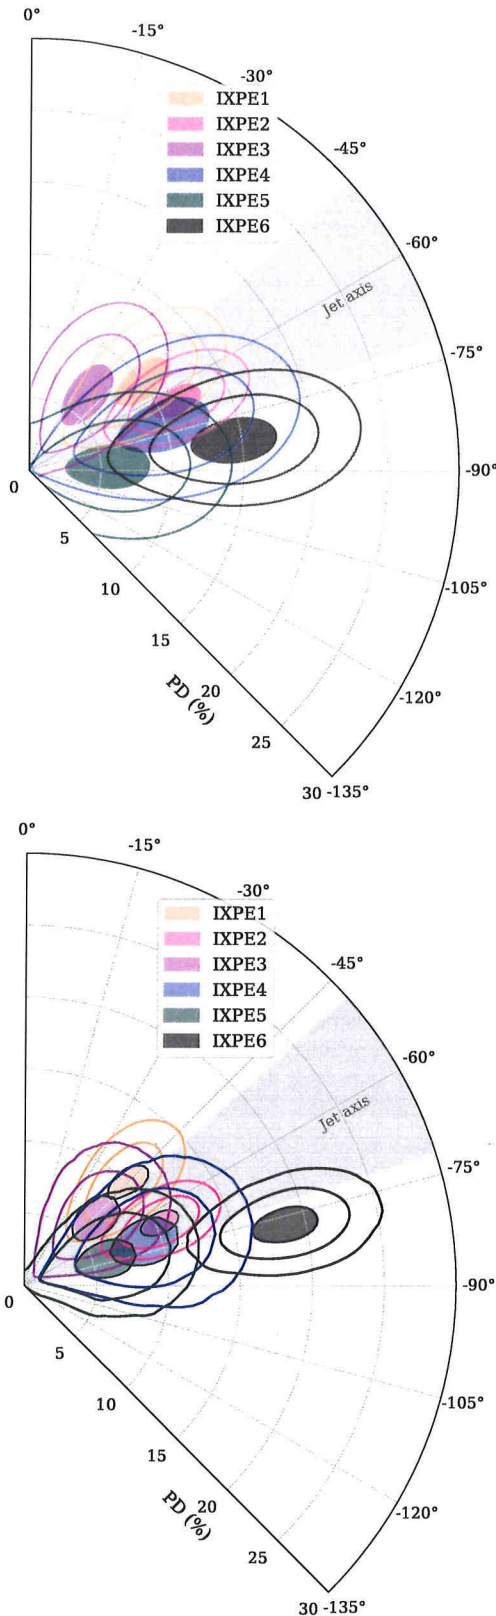 0°
-15°
-30°
-45°
-60°
-75°
-90°
-105°
-120°
30 -135°
IXPE1
IXPE2
IXPE3
IXPE4
IXPE5
IXPE6
Jet axis
0
5
10
15
20
25
PD (%)
0°
-15°
-30°
-45°
-60°
-75°
-90°
-105°
-120°
30 -135°
IXPE1
IXPE2
IXPE3
IXPE4
IXPE5
IXPE6
Jet axis
0
5
10
15
20
25
PD (%)